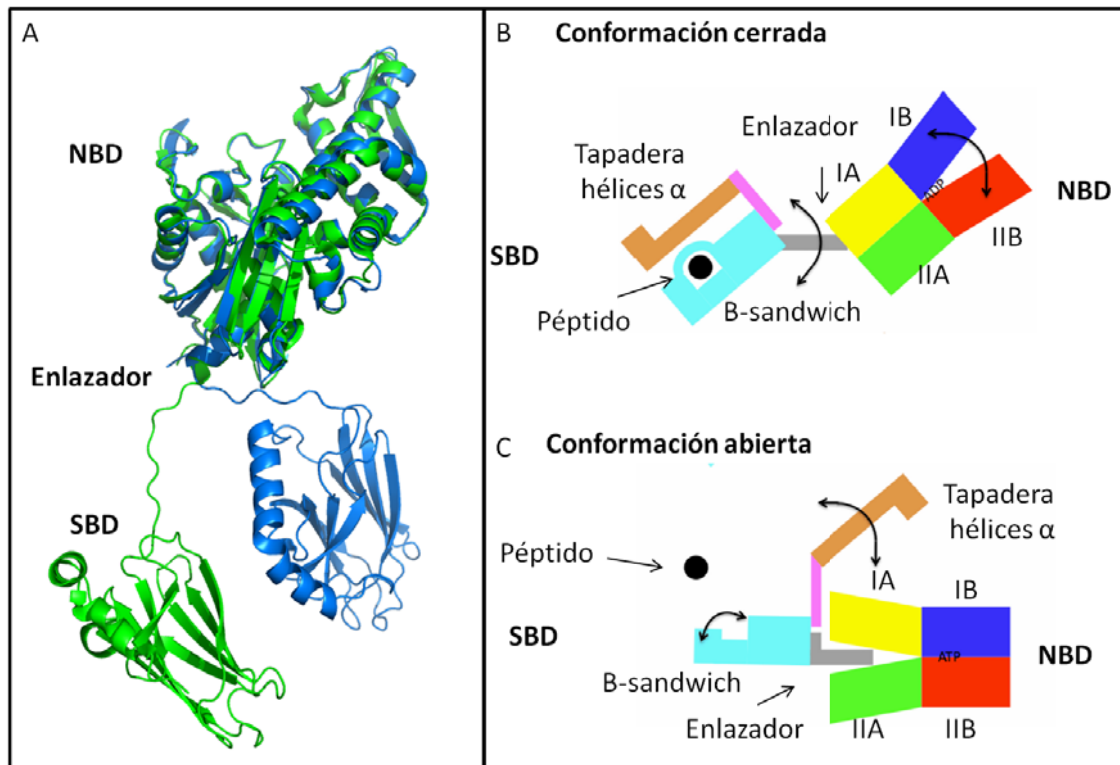 A
NBD
Enlazador
SBD
B
Conformación cerrada
Enlazador
IB
Tapadera
hélices α
IA
ADP
NBD
SBD
IIB
IIA
Péptido
B-sandwich
C
Conformación abierta
Tapadera
hélices α
Péptido
IA
IB
SBD
ATP
NBD
B-sandwich
Enlazador
IIA
IIB